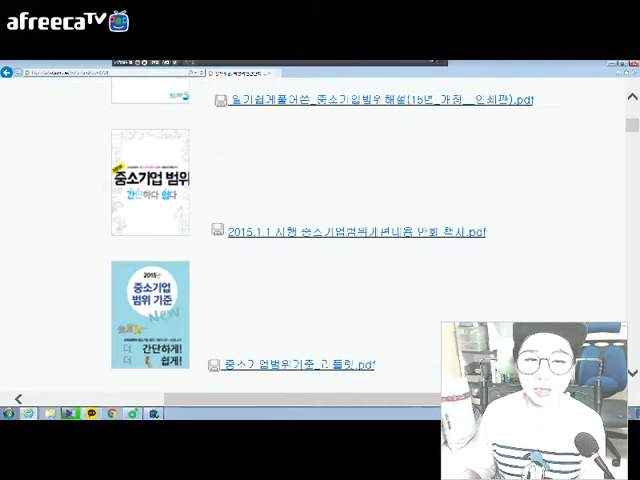 afreecaTV
알기쉽게풀어쓴_중소기업범위해설(15년_개정__인쇄판).pdf
중소기업 범위
간단하다 쉽다
2015.1.1 시행 중소기업범위개편내용 만화 책자.pdf
2015년
중소기업
범위 기준
New
더 간단하게!
더 쉽게!
중소기업범위기준_리플릿.pdf